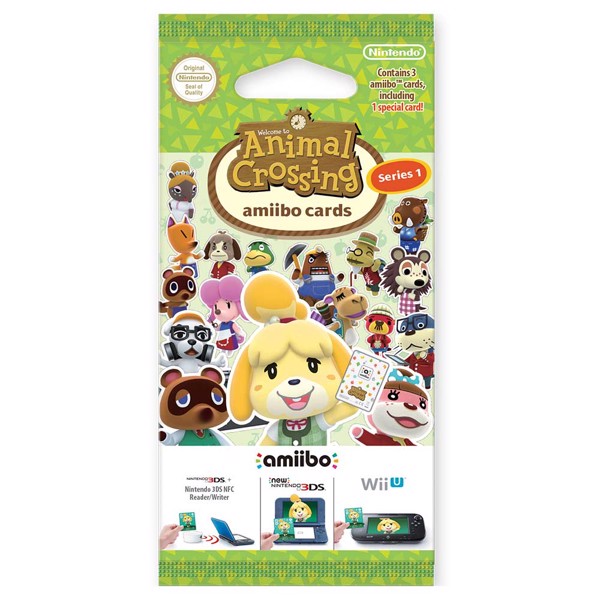 Original
Nintendo
Seal of
Quality
Nintendo
Contains 3
amiibo™ cards,
including
1 special card!
Welcome to
Animal
Crossing
Series 1
amiibo cards
amiibo
NINTENDO 3DS +
Nintendo 3DS NFC
Reader/Writer
new
NINTENDO 3DS
Wii U